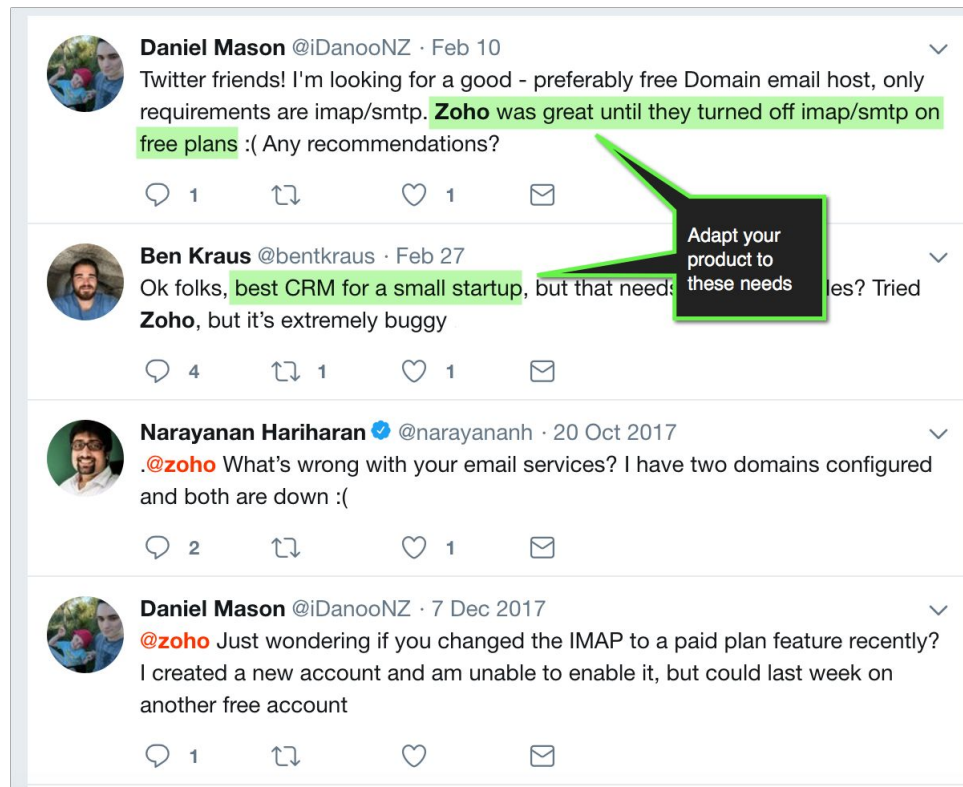 Daniel Mason @iDanooNZ · Feb 10
Twitter friends! I'm looking for a good - preferably free Domain email host, only
requirements are imap/smtp. Zoho was great until they turned off imap/smtp on
free plans :( Any recommendations?
1 1
Adapt your
product to
these needs
Ben Kraus @bentkraus · Feb 27
Ok folks, best CRM for a small startup, but that needs les? Tried
Zoho, but it's extremely buggy
4 1 1
Narayanan Hariharan @narayananh · 20 Oct 2017
.@zoho What's wrong with your email services? I have two domains configured
and both are down :(
2 1
Daniel Mason @iDanooNZ · 7 Dec 2017
@zoho Just wondering if you changed the IMAP to a paid plan feature recently?
I created a new account and am unable to enable it, but could last week on
another free account
1